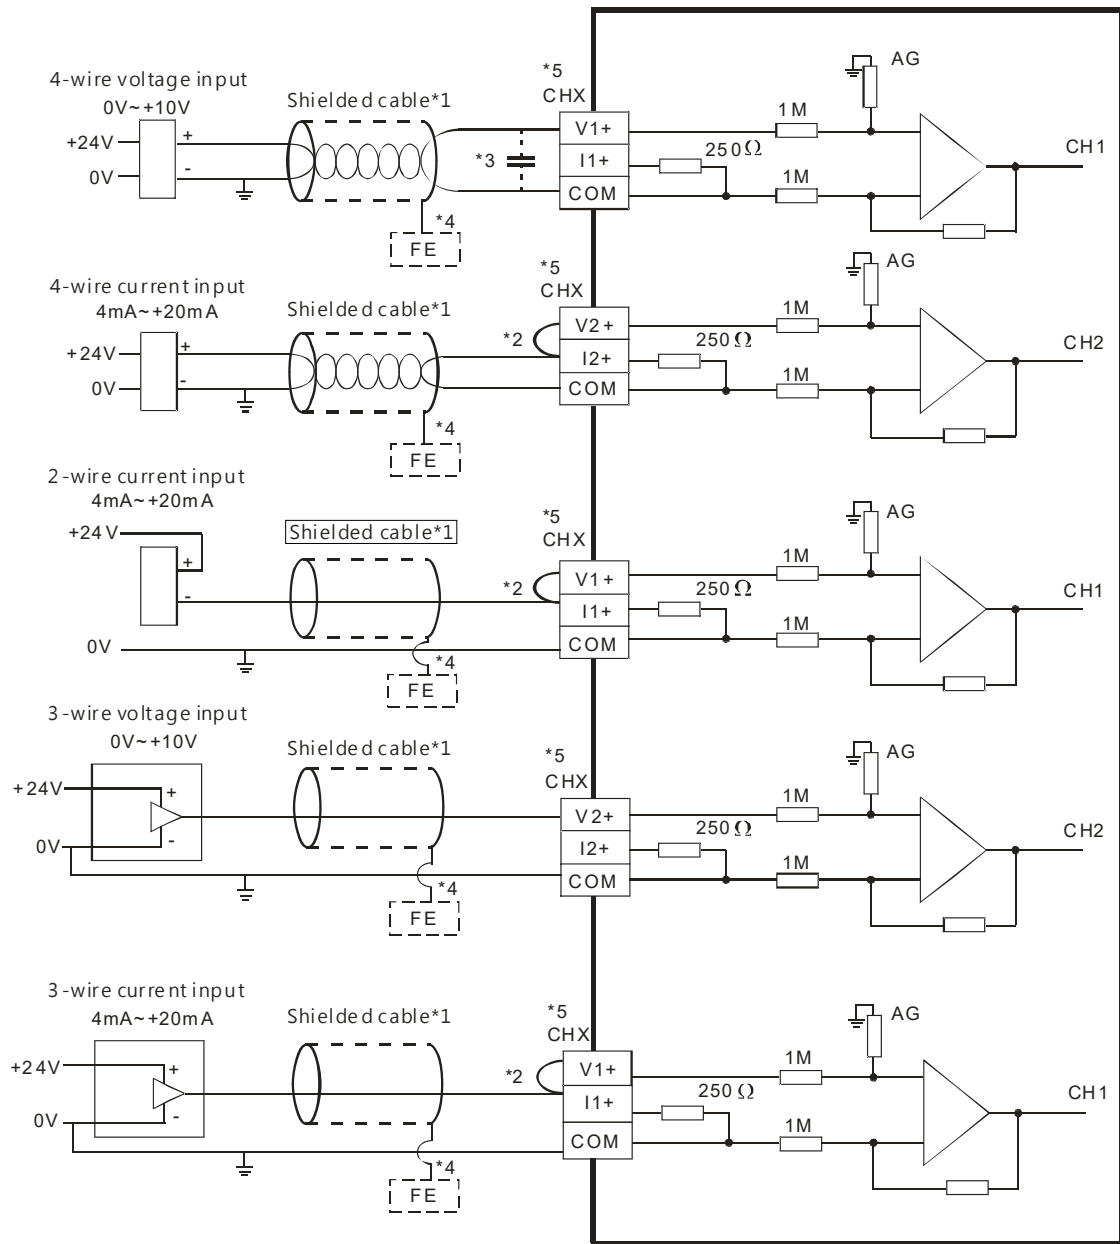 4-wire voltage input
0V~+10V
+24V
0V
+
-
Shielded cable*1
*3
*4
FE
*5
CHX
V1+
I1+
COM
250Ω
1M
1M
AG
CH1
4-wire current input
4mA~+20mA
+24V
0V
+
-
Shielded cable*1
*2
*4
FE
*5
CHX
V2+
I2+
COM
250Ω
1M
1M
AG
CH2
2-wire current input
4mA~+20mA
+24V
+
-
0V
Shielded cable*1
*2
*4
FE
*5
CHX
V1+
I1+
COM
250Ω
1M
1M
AG
CH1
3-wire voltage input
0V~+10V
+24V
0V
+
-
Shielded cable*1
*4
FE
*5
CHX
V2+
I2+
COM
250Ω
1M
1M
AG
CH2
3-wire current input
4mA~+20mA
+24V
0V
+
-
Shielded cable*1
*2
*4
FE
*5
CHX
V1+
I1+
COM
250Ω
1M
1M
AG
CH1